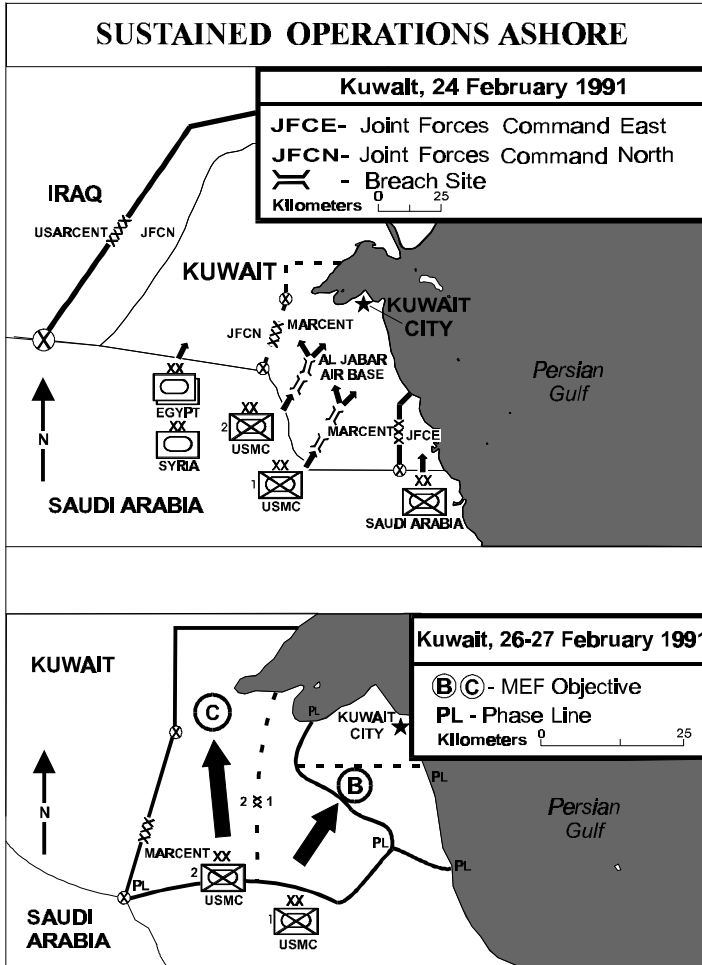 SUSTAINED OPERATIONS ASHORE
Kuwait, 24 February 1991
JFCE- Joint Forces Command East
JFCN- Joint Forces Command North
- Breach Site
Kilometers 0 25
IRAQ
USARCENT XXXX JFCN
X
KUWAIT
X
KUWAIT
CITY
JFCN XXXX MARCENT
AL JABAR
AIR BASE
X
Persian
Gulf
XX
EGYPT
XX
SYRIA
XX
2
USMC
MARCENT XXX JFCE
N
XX
1
USMC
X
XX
SAUDI ARABIA
SAUDI ARABIA
Kuwait, 26-27 February 1991
B C - MEF Objective
PL - Phase Line
Kilometers 0 25
KUWAIT
C
PL
KUWAIT
CITY
X
PL
B
N
2 X 1
XXXX
Persian
Gulf
MARCENT
PL
PL
XX
2
USMC
PL
X
XX
1
USMC
SAUDI
ARABIA